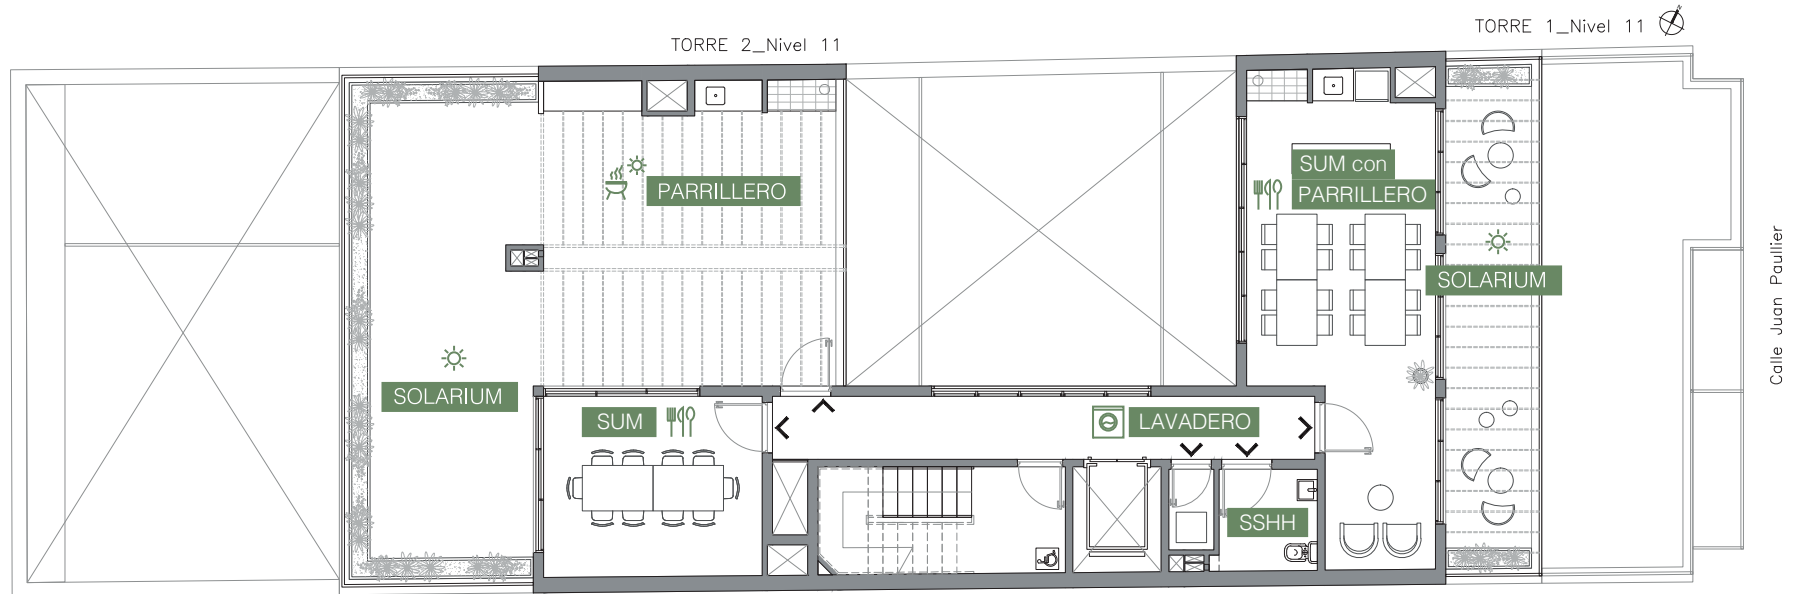 TORRE 2_Nivel 11
TORRE 1_Nivel 11
N
PARRILLERO
SUM con
PARRILLERO
SOLARIUM
Calle Juan Paullier
SOLARIUM
SUM
LAVADERO
SSHH